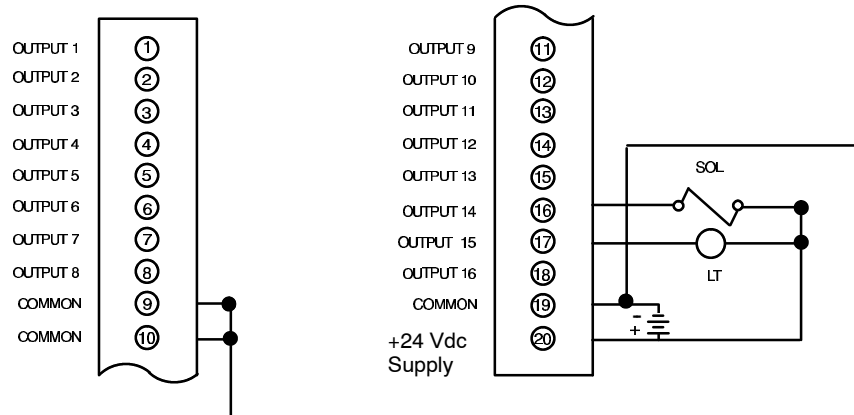 OUTPUT 1 1
OUTPUT 2 2
OUTPUT 3 3
OUTPUT 4 4
OUTPUT 5 5
OUTPUT 6 6
OUTPUT 7 7
OUTPUT 8 8
COMMON 9
COMMON 10
OUTPUT 9 11
OUTPUT 10 12
OUTPUT 11 13
OUTPUT 12 14
OUTPUT 13 15
OUTPUT 14 16
OUTPUT 15 17
OUTPUT 16 18
COMMON 19
+24 Vdc 20
Supply
SOL
LT
-
+